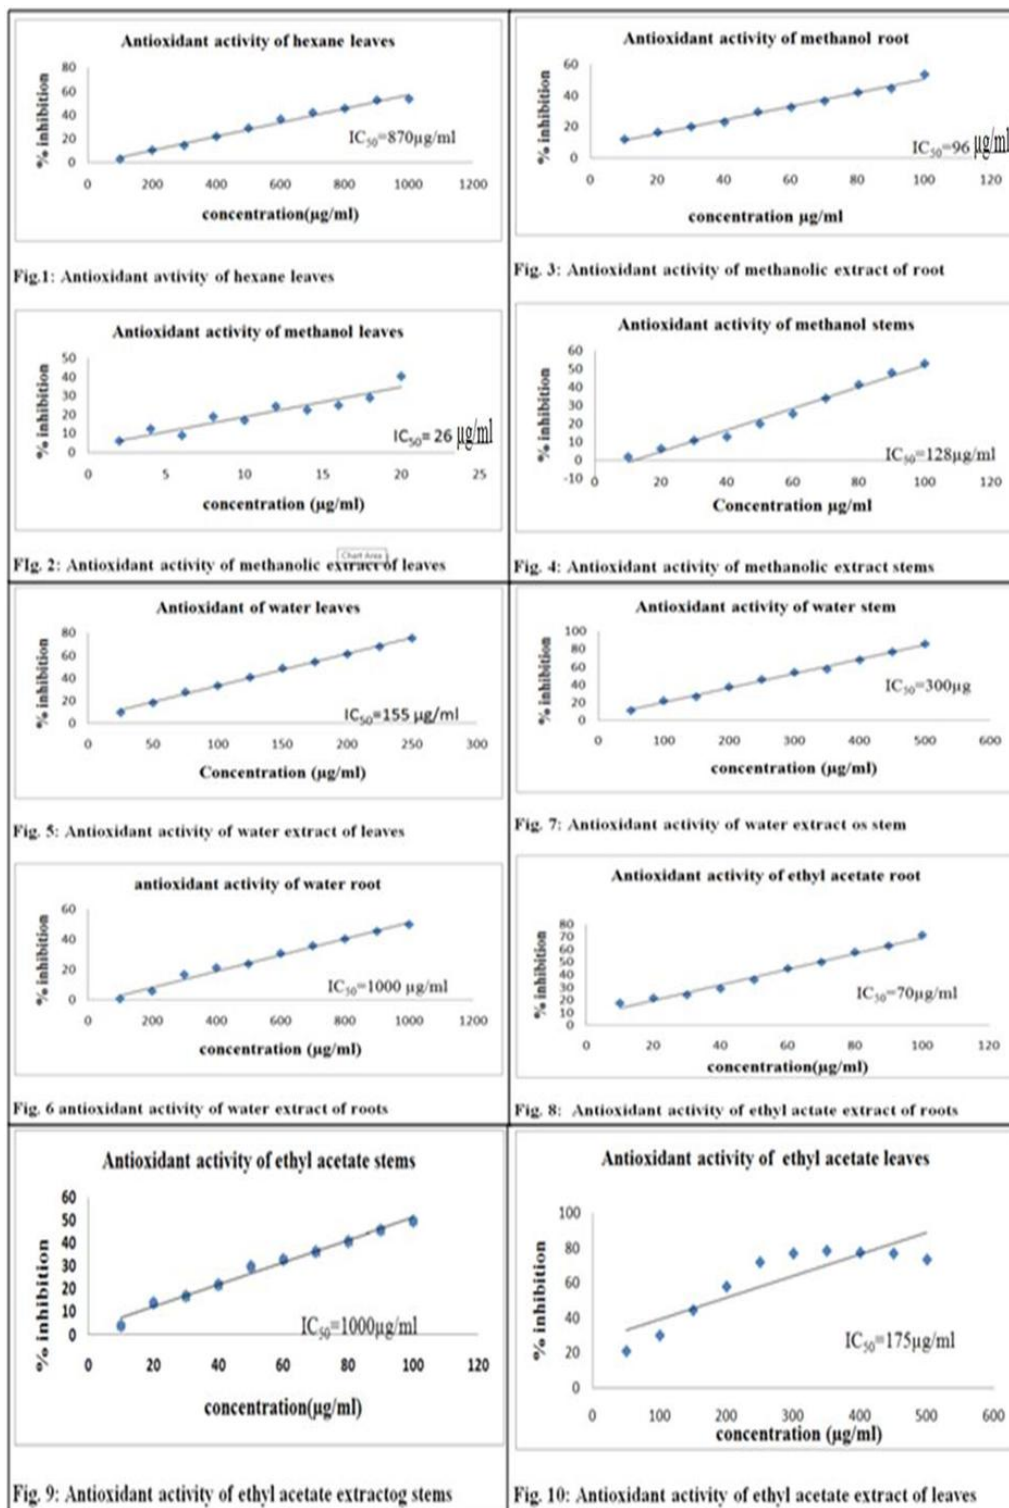 Antioxidant activity of hexane leaves
% inhibition
80
60
40
20
0
0 200 400 600 800 1000 1200
IC50=870µg/ml
concentration(µg/ml)
Fig.1: Antioxidant avtivity of hexane leaves
Antioxidant activity of methanol root
% inhibition
60
40
20
0
0 20 40 60 80 100 120
IC50=96 µg/ml
concentration µg/ml
Fig. 3: Antioxidant activity of methanolic extract of root
Antioxidant activity of methanol leaves
% inhibition
50
40
30
20
10
0
0 5 10 15 20 25
IC50= 26 µg/ml
concentration (µg/ml)
Chart Area
FIg. 2: Antioxidant activity of methanolic extract of leaves
Antioxidant activity of methanol stems
% inhibition
60
50
40
30
20
10
0
-10
0 20 40 60 80 100 120
IC50=128µg/ml
Concentration µg/ml
Fig. 4: Antioxidant activity of methanolic extract stems
Antioxidant of water leaves
% inhibition
80
60
40
20
0
0 50 100 150 200 250 300
IC50=155 µg/ml
Concentration (µg/ml)
Fig. 5: Antioxidant activity of water extract of leaves
Antioxidant activity of water stem
% inhibition
100
80
60
40
20
0
0 100 200 300 400 500 600
IC50=300µg
concentration (µg/ml)
Fig. 7: Antioxidant activity of water extract os stem
antioxidant activity of water root
% inhibition
60
40
20
0
0 200 400 600 800 1000 1200
IC50=1000 µg/ml
concentration (µg/ml)
Fig. 6 antioxidant activity of water extract of roots
Antioxidant activity of ethyl acetate root
% inhibition
80
70
60
50
40
30
20
10
0
0 20 40 60 80 100 120
IC50=70µg/ml
concentration(µg/ml)
Fig. 8: Antioxidant activity of ethyl actate extract of roots
Antioxidant activity of ethyl acetate stems
% inhibition
60
50
40
30
20
10
0
0 20 40 60 80 100 120
IC50=1000µg/ml
concentration(µg/ml)
Fig. 9: Antioxidant activity of ethyl acetate extractog stems
Antioxidant activity of ethyl acetate leaves
% inhibition
100
80
60
40
20
0
0 100 200 300 400 500 600
IC50=175µg/ml
concentration (µg/ml)
Fig. 10: Antioxidant activity of ethyl acetate extract of leaves